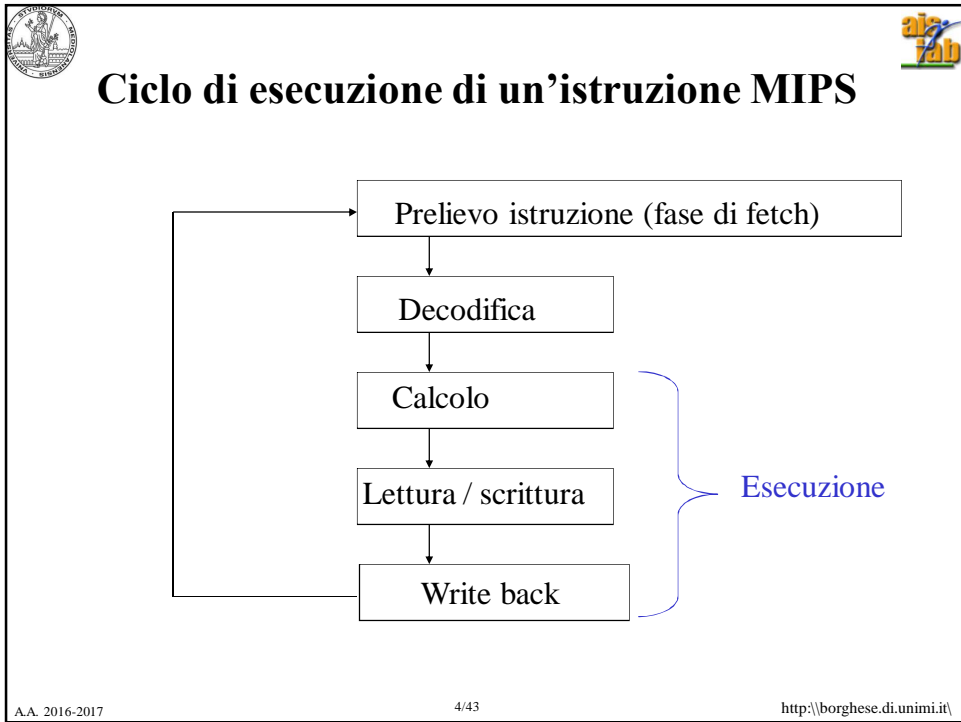 Ciclo di esecuzione di un’istruzione MIPS
Prelievo istruzione (fase di fetch)
Decodifica
Calcolo
Lettura / scrittura
Esecuzione
Write back
A.A. 2016-2017
4/43
http:\\borghese.di.unimi.it\